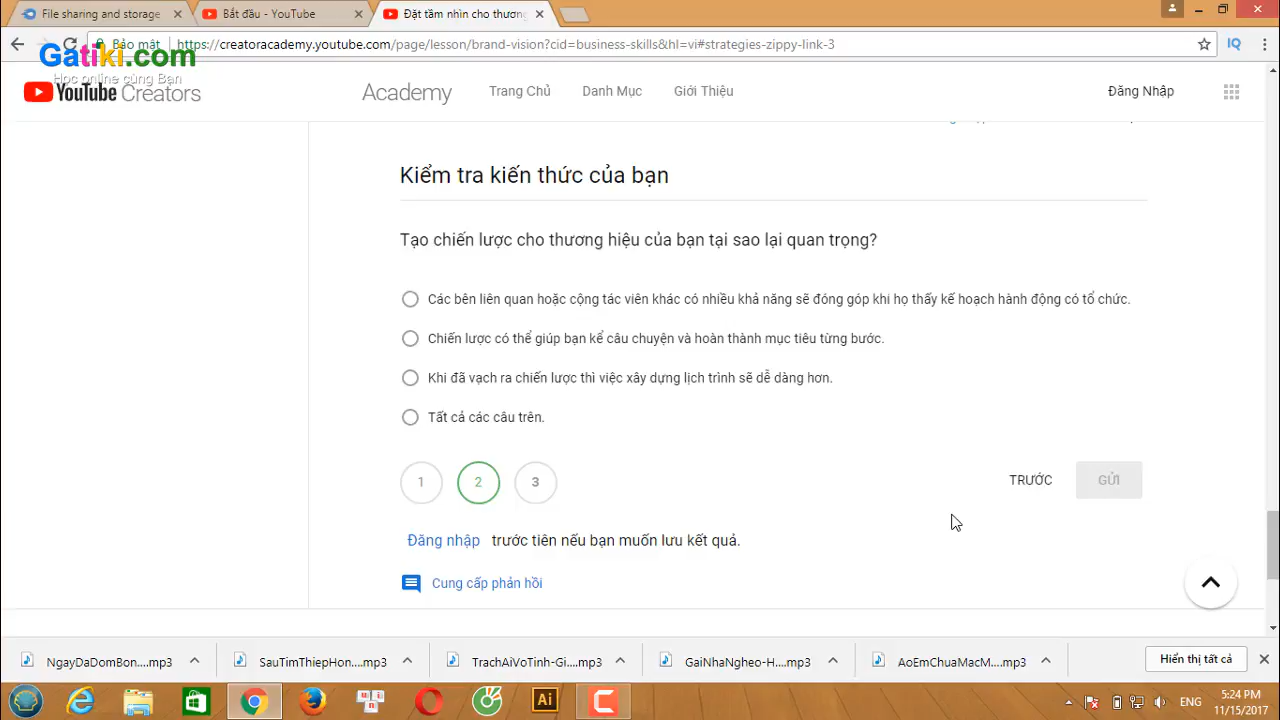 File sharing and storage
Bắt đầu - YouTube
Đặt tầm nhìn cho thương
Bảo mật
https://creatoracademy.youtube.com/page/lesson/brand-vision?cid=business-skills&hl=vi#strategies-zippy-link-3
Gatiki.com
Học online cùng Bạn
YouTube Creators
Academy
Trang Chủ
Danh Mục
Giới Thiệu
Đăng Nhập
Kiểm tra kiến thức của bạn
Tạo chiến lược cho thương hiệu của bạn tại sao lại quan trọng?
Các bên liên quan hoặc cộng tác viên khác có nhiều khả năng sẽ đóng góp khi họ thấy kế hoạch hành động có tổ chức.
Chiến lược có thể giúp bạn kể câu chuyện và hoàn thành mục tiêu từng bước.
Khi đã vạch ra chiến lược thì việc xây dựng lịch trình sẽ dễ dàng hơn.
Tất cả các câu trên.
1 2 3
TRƯỚC
GỬI
Đăng nhập trước tiên nếu bạn muốn lưu kết quả.
Cung cấp phản hồi
NgayDaDomBon....mp3
SauTimThiepHon....mp3
TrachAiVoTinh-Gi....mp3
GaiNhaNgheo-H....mp3
AoEmChuaMacM....mp3
Hiển thị tất cả
Ai
ENG
5:24 PM
11/15/2017